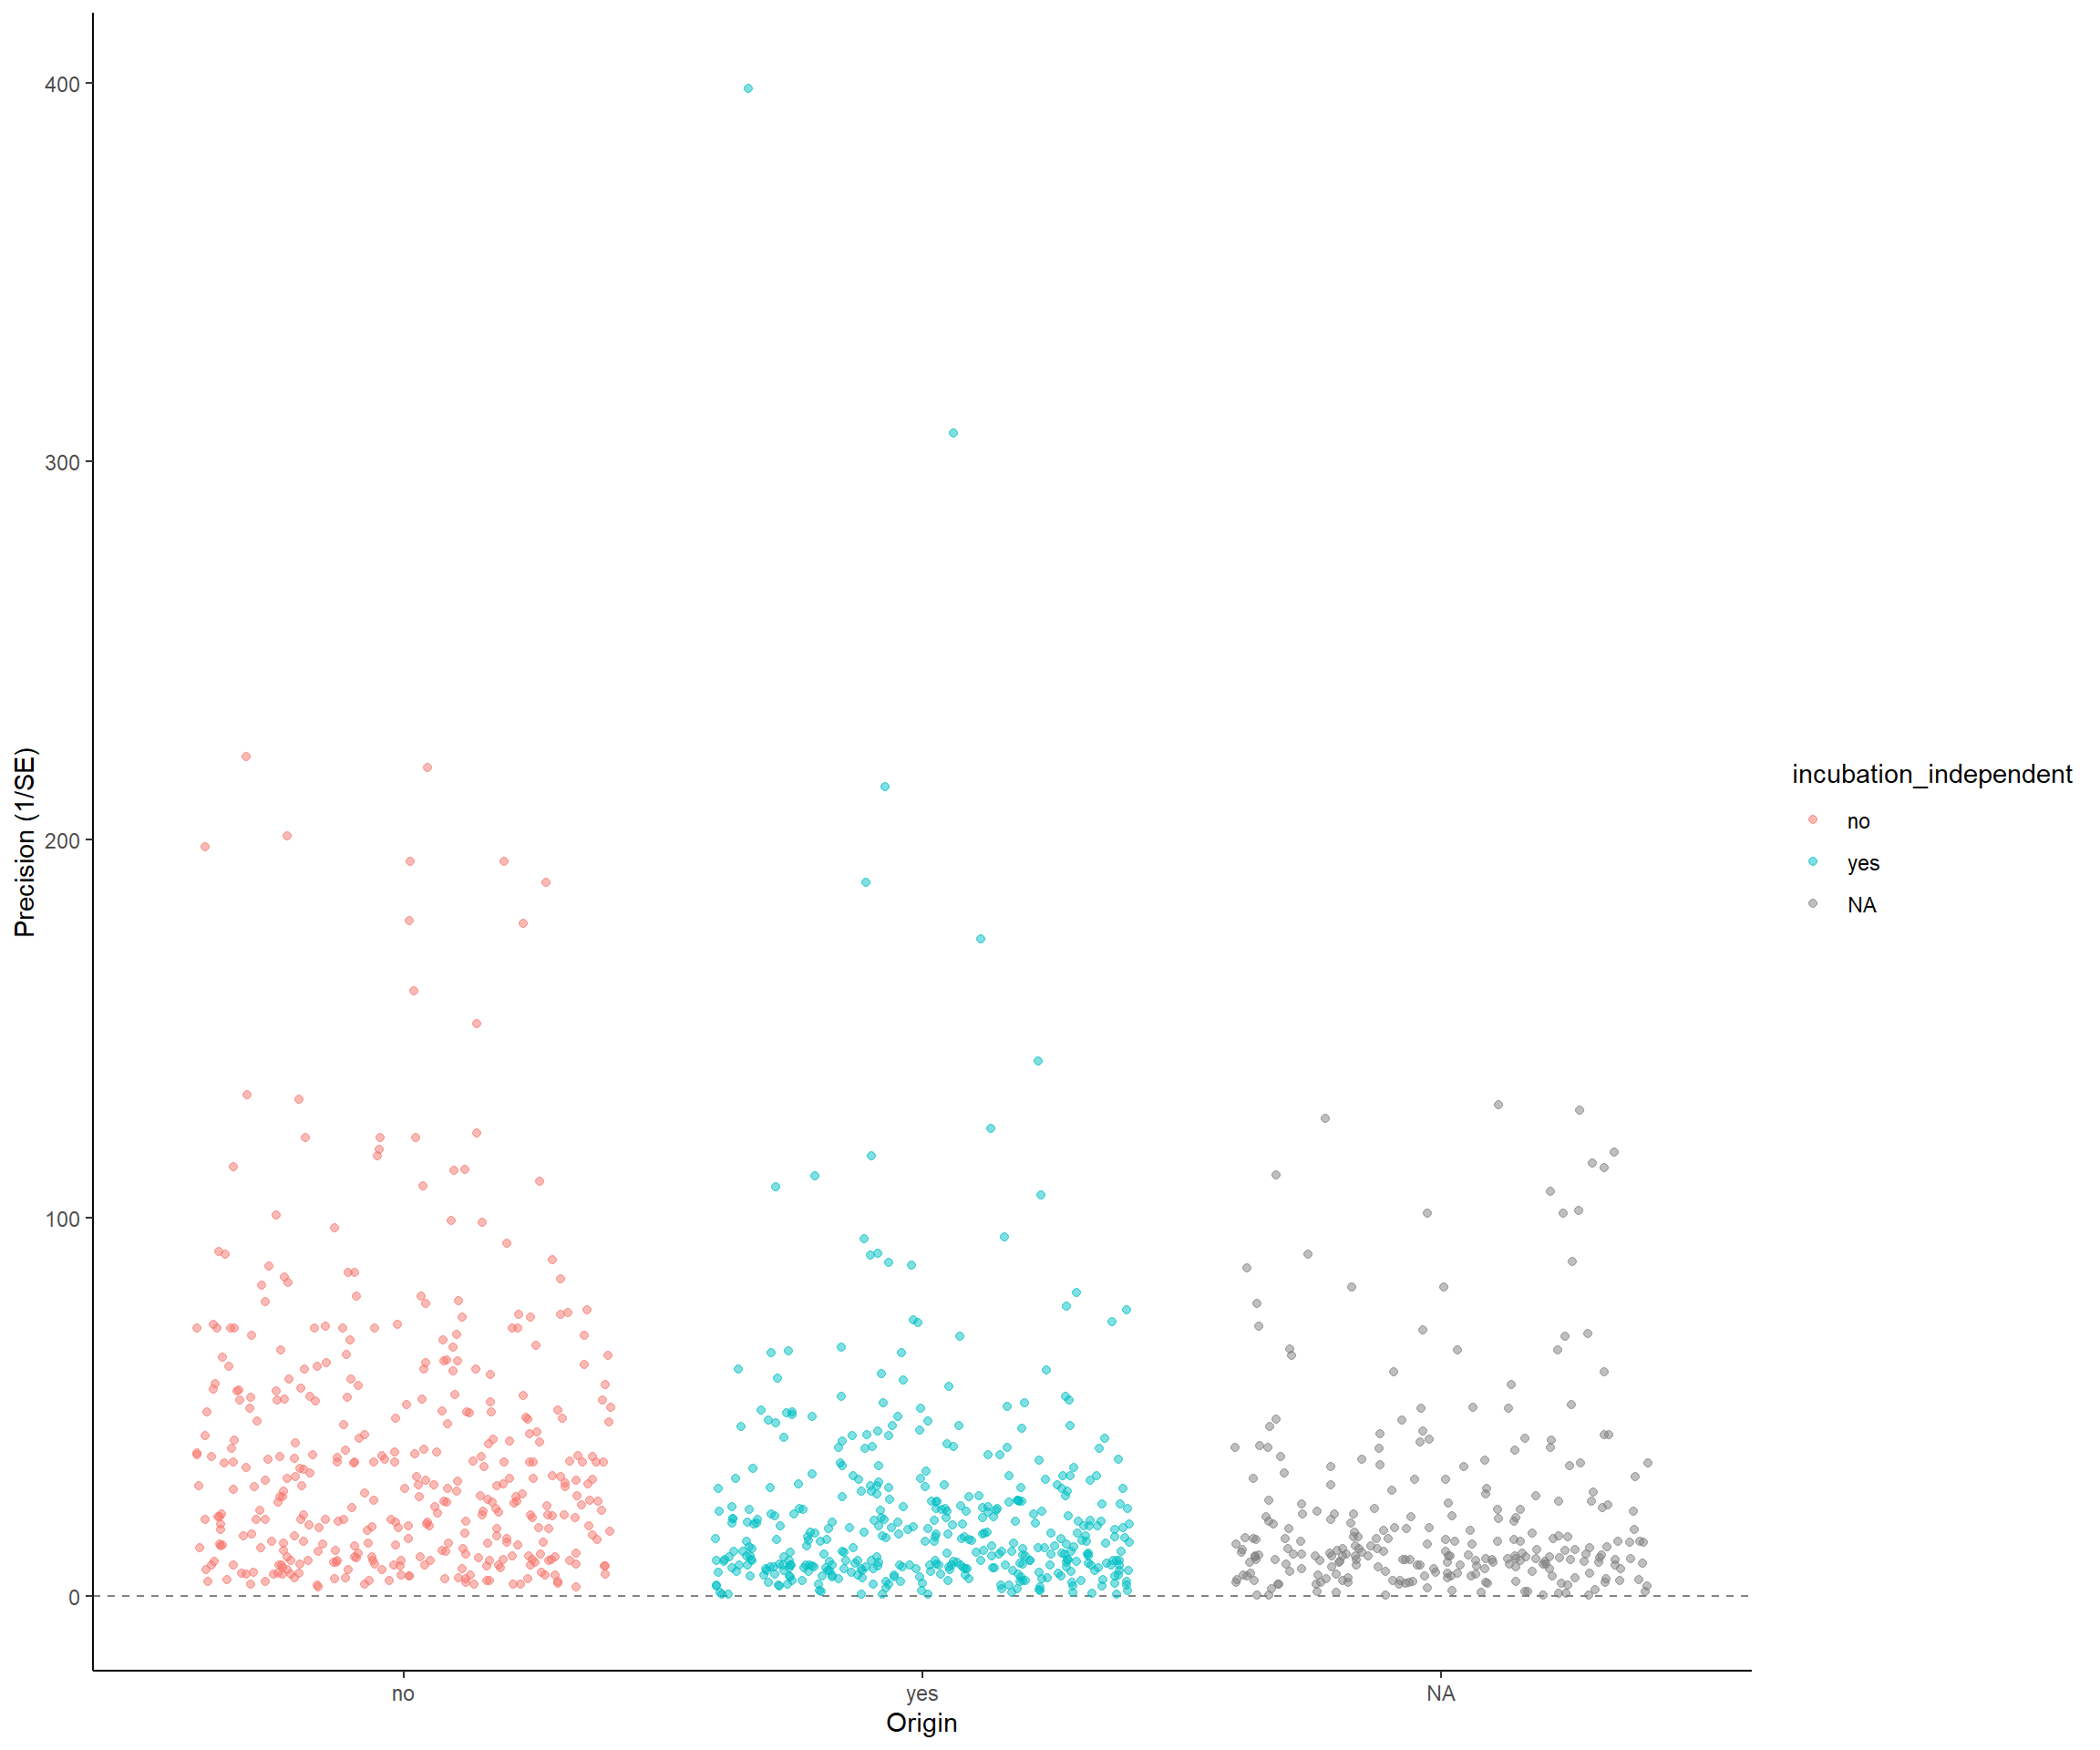 400
300
200
100
0
Precision (1/SE)
no
yes
NA
Origin
incubation_independent
no
yes
NA